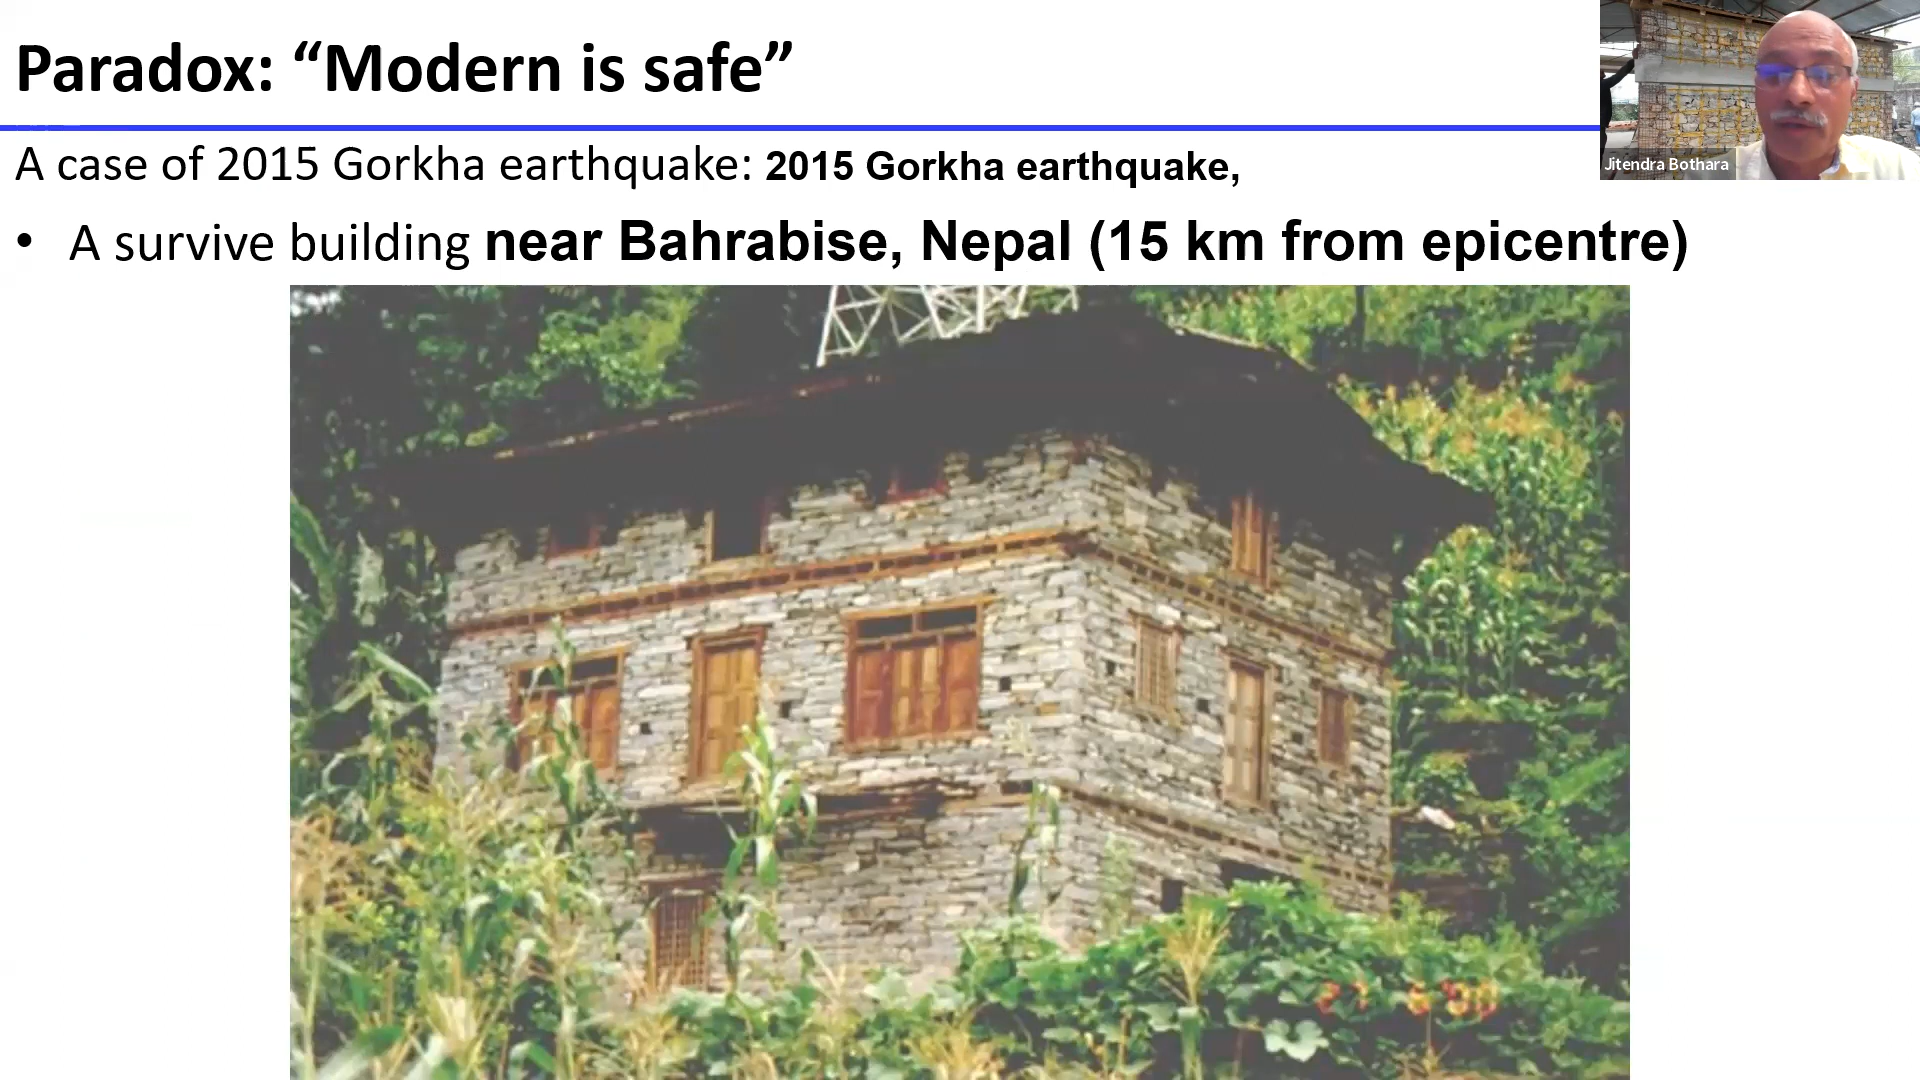 Paradox: “Modern is safe”
Jitendra Bothara
A case of 2015 Gorkha earthquake: 2015 Gorkha earthquake,
• A survive building near Bahrabise, Nepal (15 km from epicentre)